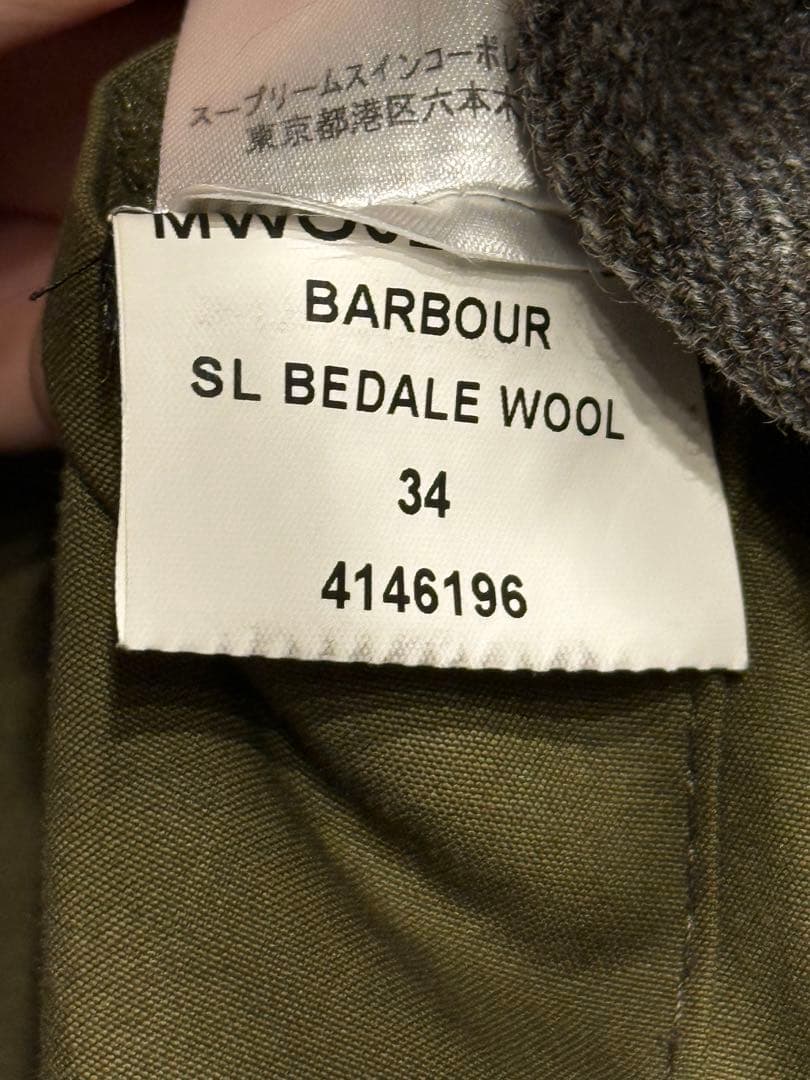 スープリームスインコーポレ
東京都港区六本木
BARBOUR
SL BEDALE WOOL
34
4146196